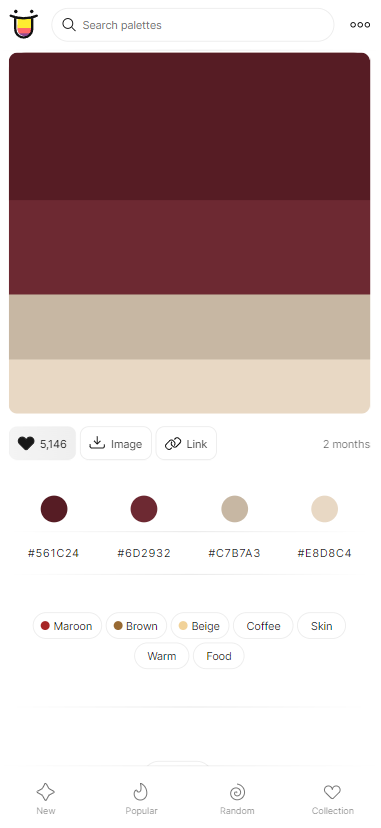 Search palettes
5,146 Image Link 2 months
#561C24 #6D2932 #C7B7A3 #E8D8C4
Maroon Brown Beige Coffee Skin
Warm Food
New Popular Random Collection